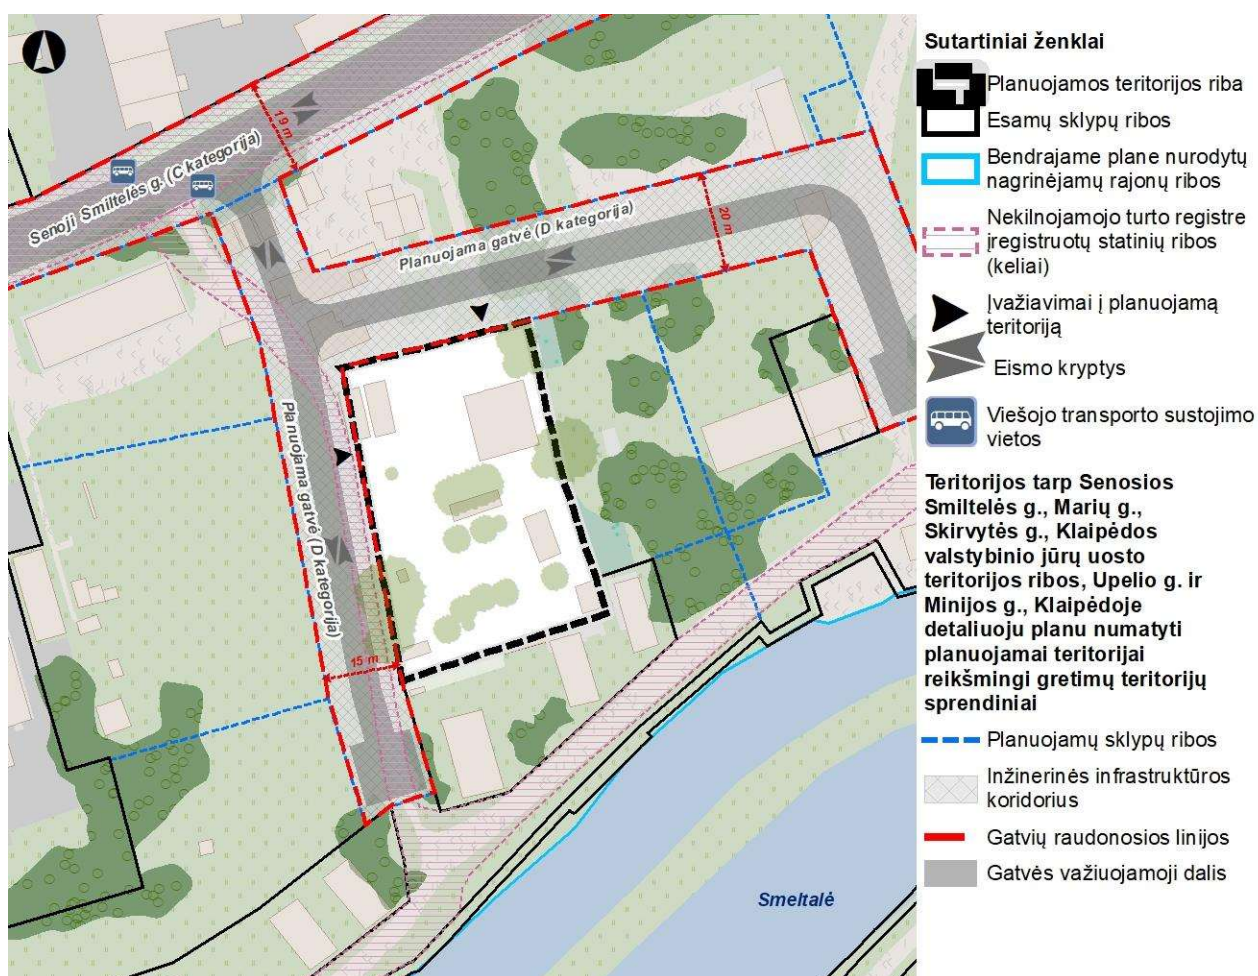 Senoji Smiltelės g. (C kategorija)
19 m
Planuojama gatvė (D kategorija)
20 m
Planuojama gatvė (D kategorija)
15 m
Smeltalė
Sutartiniai ženklai
Planuojamos teritorijos riba
Esamų sklypų ribos
Bendrajame plane nurodytų
nagrinėjamų rajonų ribos
Nekilnojamojo turto registre
įregistruotų statinių ribos
(keliai)
Įvažiavimai į planuojamą
teritoriją
Eismo kryptys
Viešojo transporto sustojimo
vietos
Teritorijos tarp Senosios
Smiltelės g., Marių g.,
Skirvytės g., Klaipėdos
valstybinio jūrų uosto
teritorijos ribos, Upelio g. ir
Minijos g., Klaipėdoje
detaliuoju planu numatyti
planuojamai teritorijai
reikšmingi gretimų teritorijų
sprendiniai
Planuojamų sklypų ribos
Inžinerinės infrastruktūros
koridorius
Gatvių raudonosios linijos
Gatvės važiuojamoji dalis